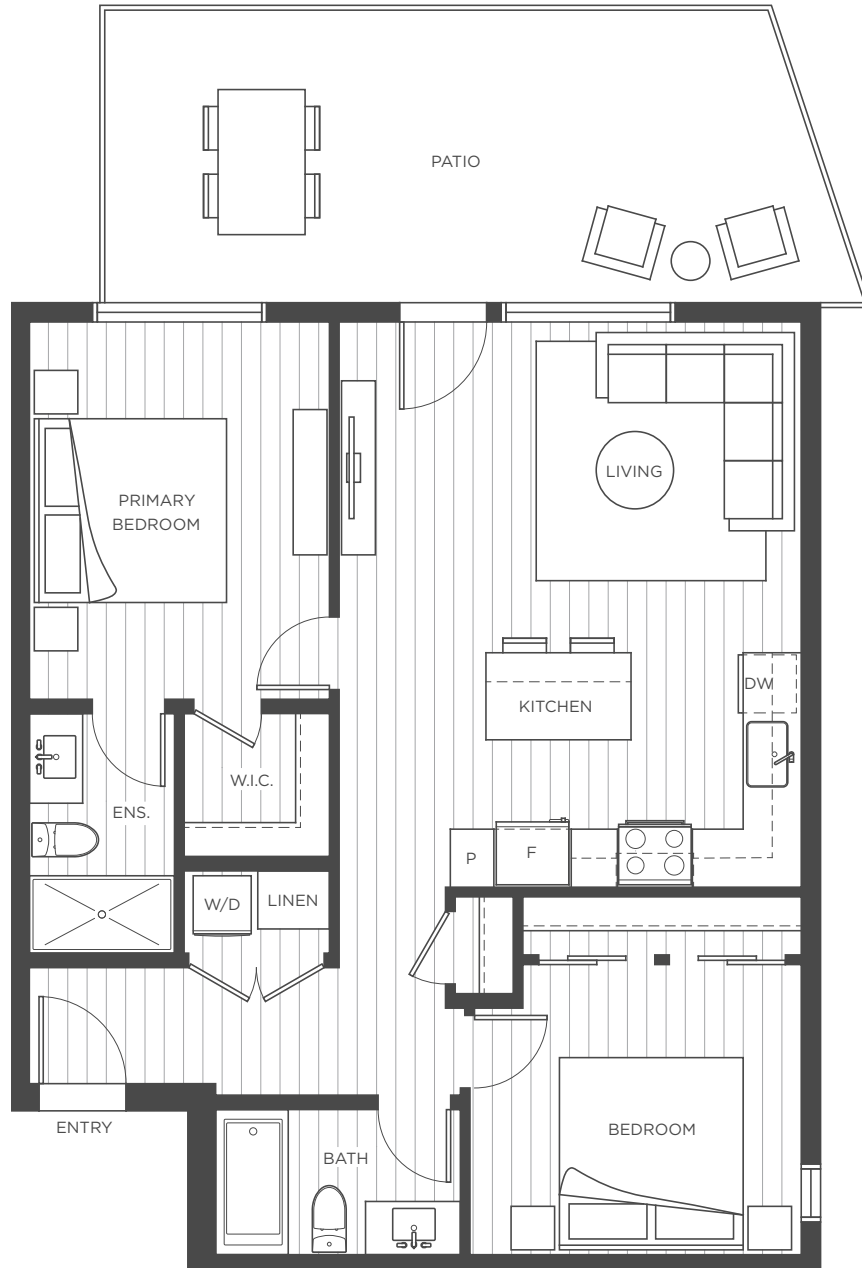 PATIO
LIVING
PRIMARY
BEDROOM
DW
KITCHEN
W.I.C.
ENS.
P
F
W/D
LINEN
ENTRY
BEDROOM
BATH